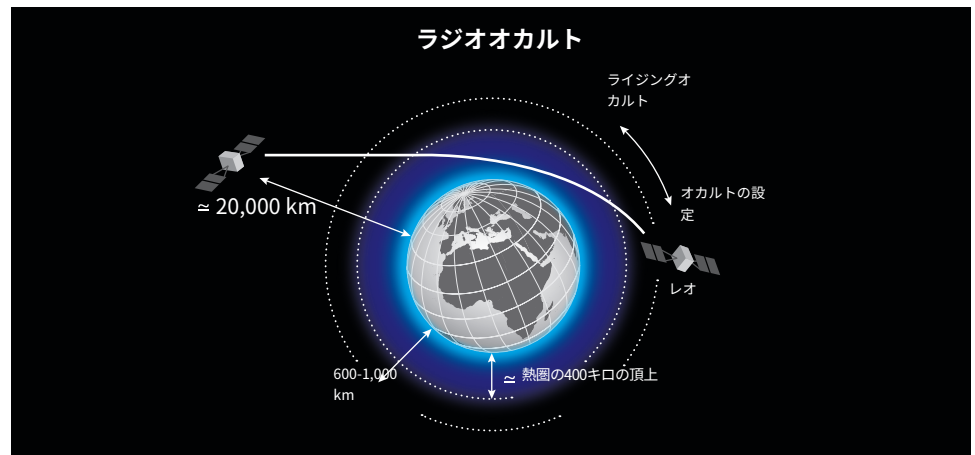 ラジオオカルト
ライジングオ
カルト
オカルトの設
定
≃ 20,000 km
レオ
600-1,000
km
≃ 熱圏の400キロの頂上